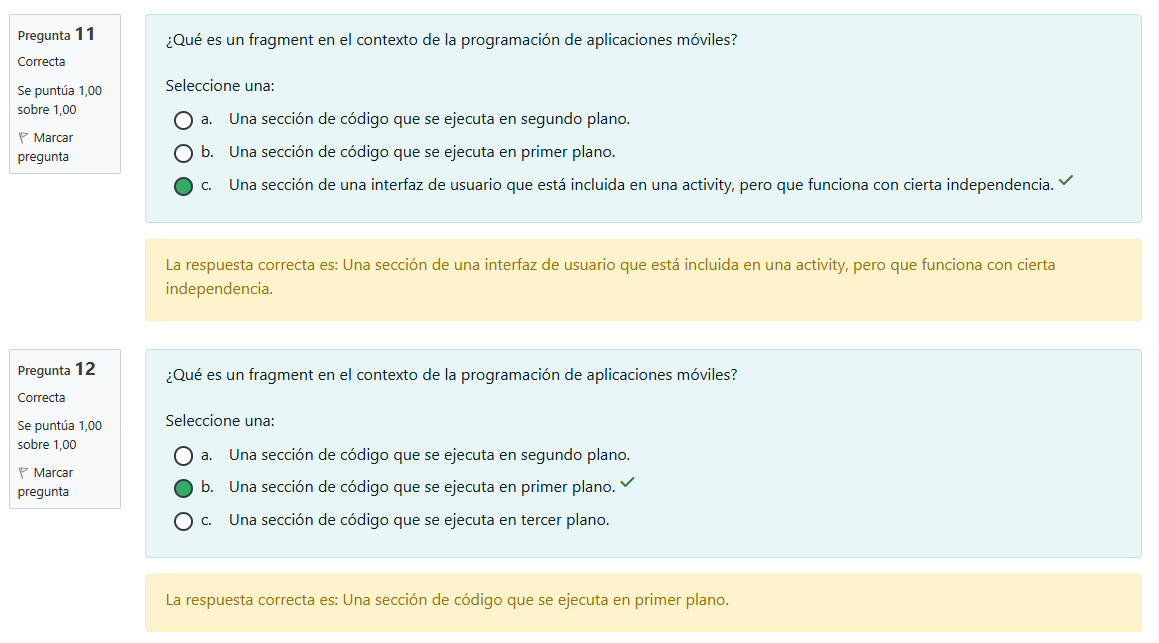 Pregunta 11
Correcta
Se puntúa 1,00
sobre 1,00
Marcar
pregunta
¿Qué es un fragment en el contexto de la programación de aplicaciones móviles?
Seleccione una:
a. Una sección de código que se ejecuta en segundo plano.
b. Una sección de código que se ejecuta en primer plano.
c. Una sección de una interfaz de usuario que está incluida en una activity, pero que funciona con cierta independencia.
La respuesta correcta es: Una sección de una interfaz de usuario que está incluida en una activity, pero que funciona con cierta
independencia.
Pregunta 12
Correcta
Se puntúa 1,00
sobre 1,00
Marcar
pregunta
¿Qué es un fragment en el contexto de la programación de aplicaciones móviles?
Seleccione una:
a. Una sección de código que se ejecuta en segundo plano.
b. Una sección de código que se ejecuta en primer plano.
c. Una sección de código que se ejecuta en tercer plano.
La respuesta correcta es: Una sección de código que se ejecuta en primer plano.